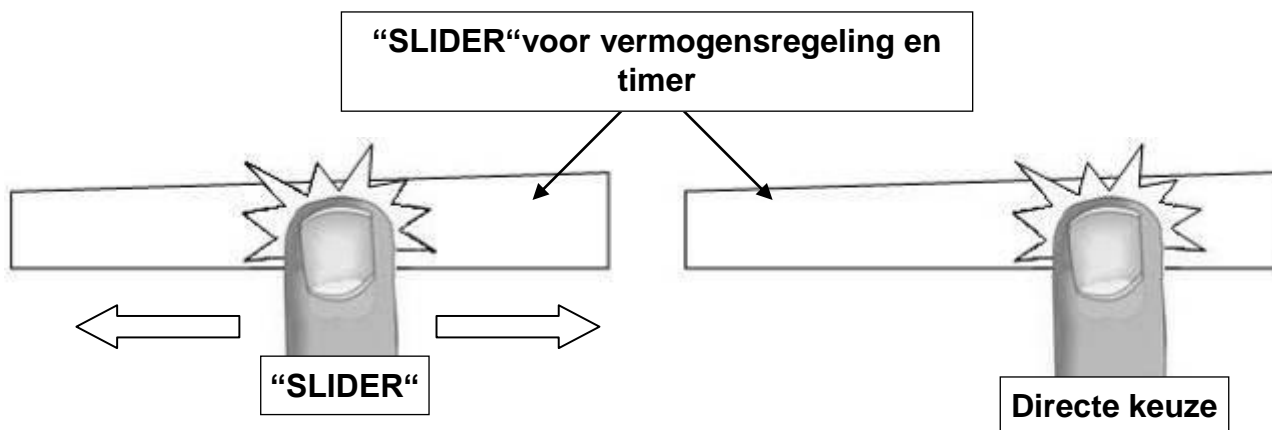 “SLIDER“voor vermogensregeling en
timer
“SLIDER“
Directe keuze